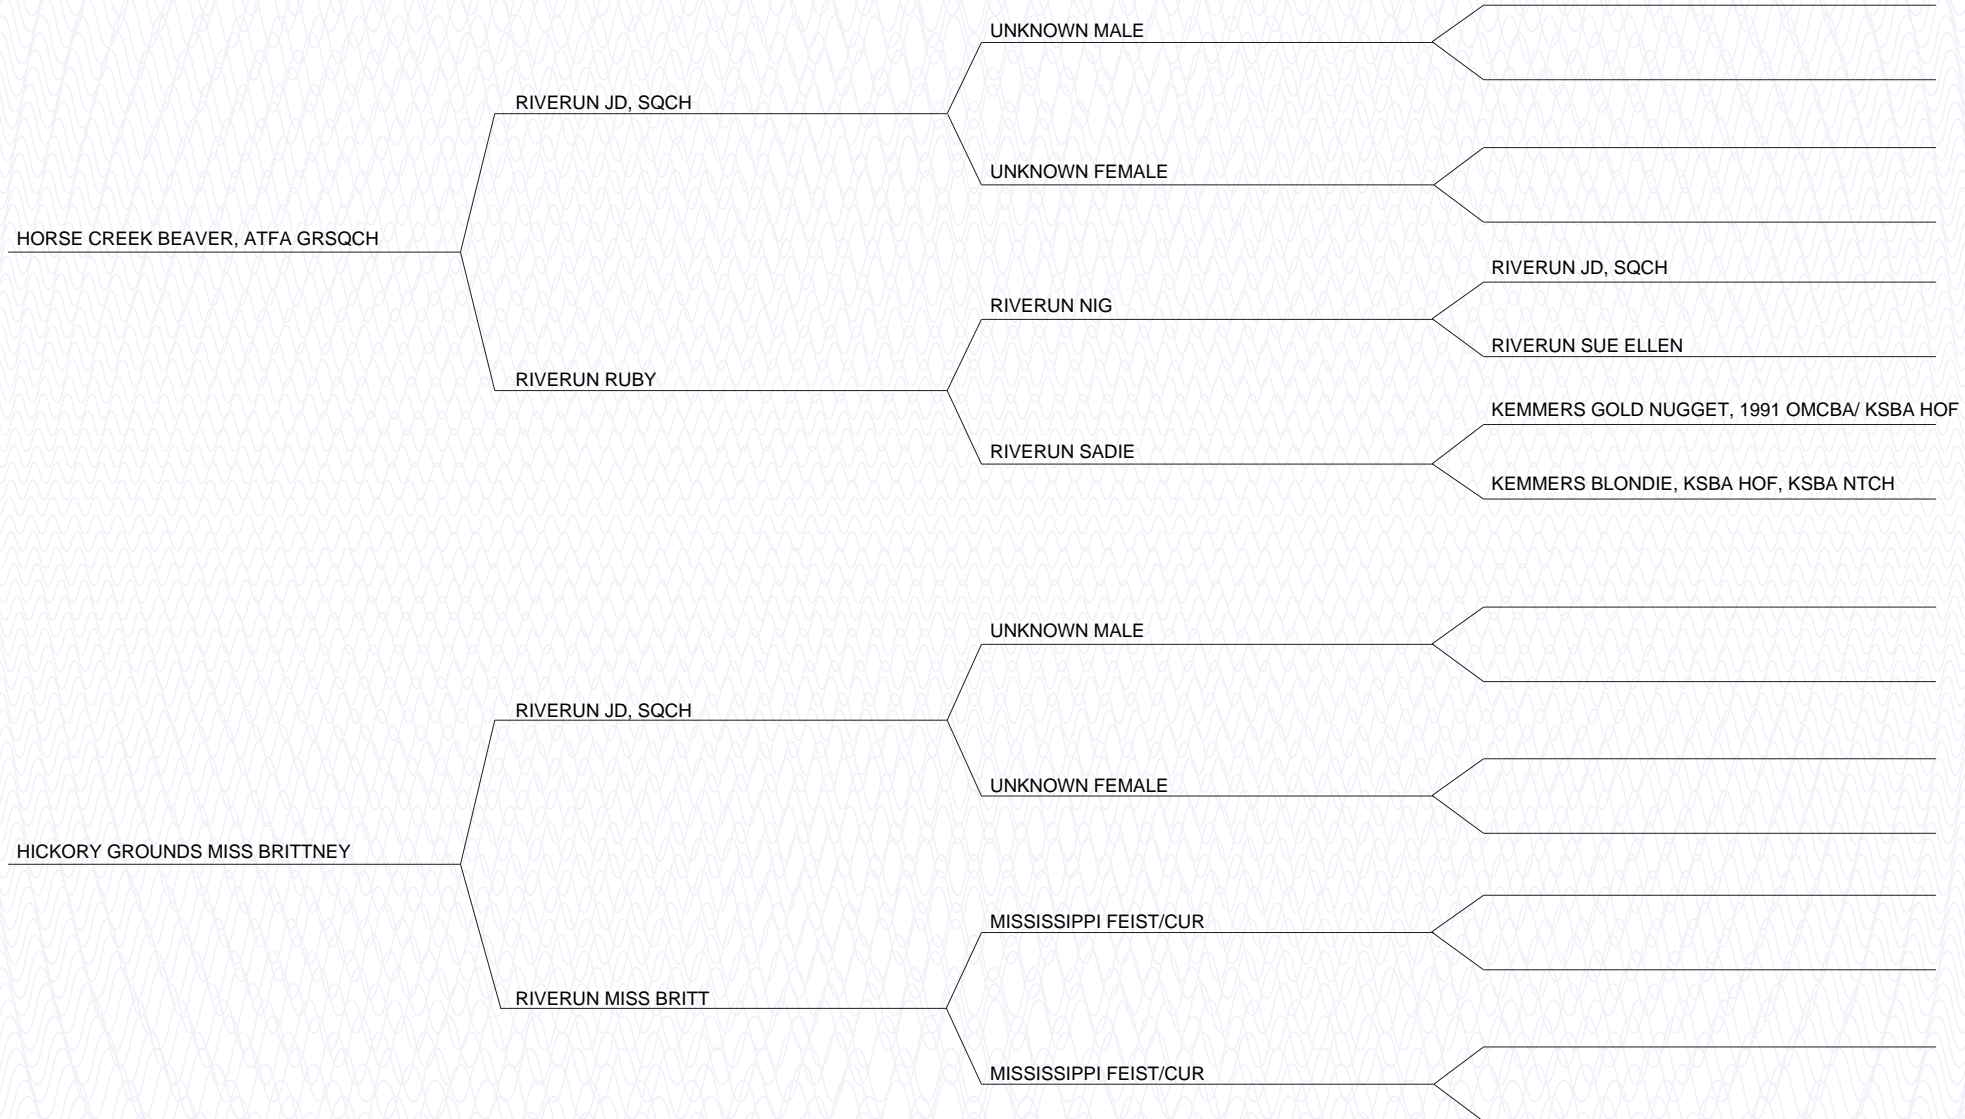 UNKNOWN MALE
RIVERUN JD, SQCH
UNKNOWN FEMALE
HORSE CREEK BEAVER, ATFA GRSQCH
RIVERUN JD, SQCH
RIVERUN NIG
RIVERUN SUE ELLEN
RIVERUN RUBY
KEMMERS GOLD NUGGET, 1991 OMCBA/ KSBA HOF
RIVERUN SADIE
KEMMERS BLONDIE, KSBA HOF, KSBA NTCH
UNKNOWN MALE
RIVERUN JD, SQCH
UNKNOWN FEMALE
HICKORY GROUNDS MISS BRITTNEY
MISSISSIPPI FEIST/CUR
RIVERUN MISS BRITT
MISSISSIPPI FEIST/CUR